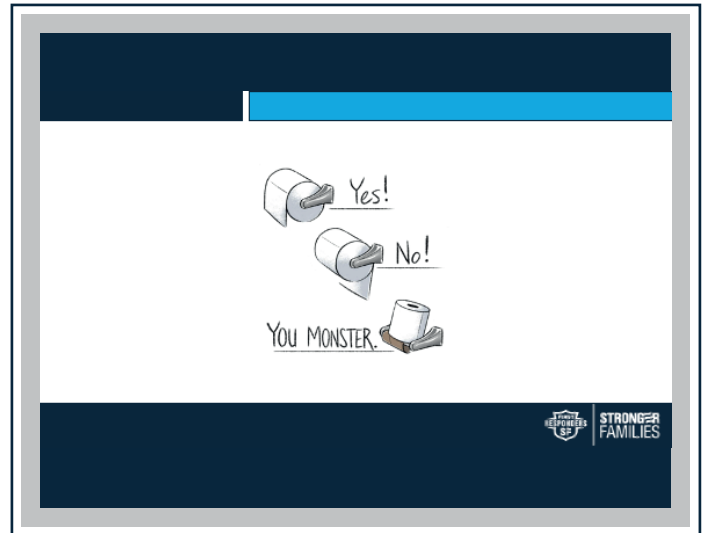 Yes!
No!
YOU MONSTER.
FIRST
RESPONDERS
SF
STRONGER
FAMILIES